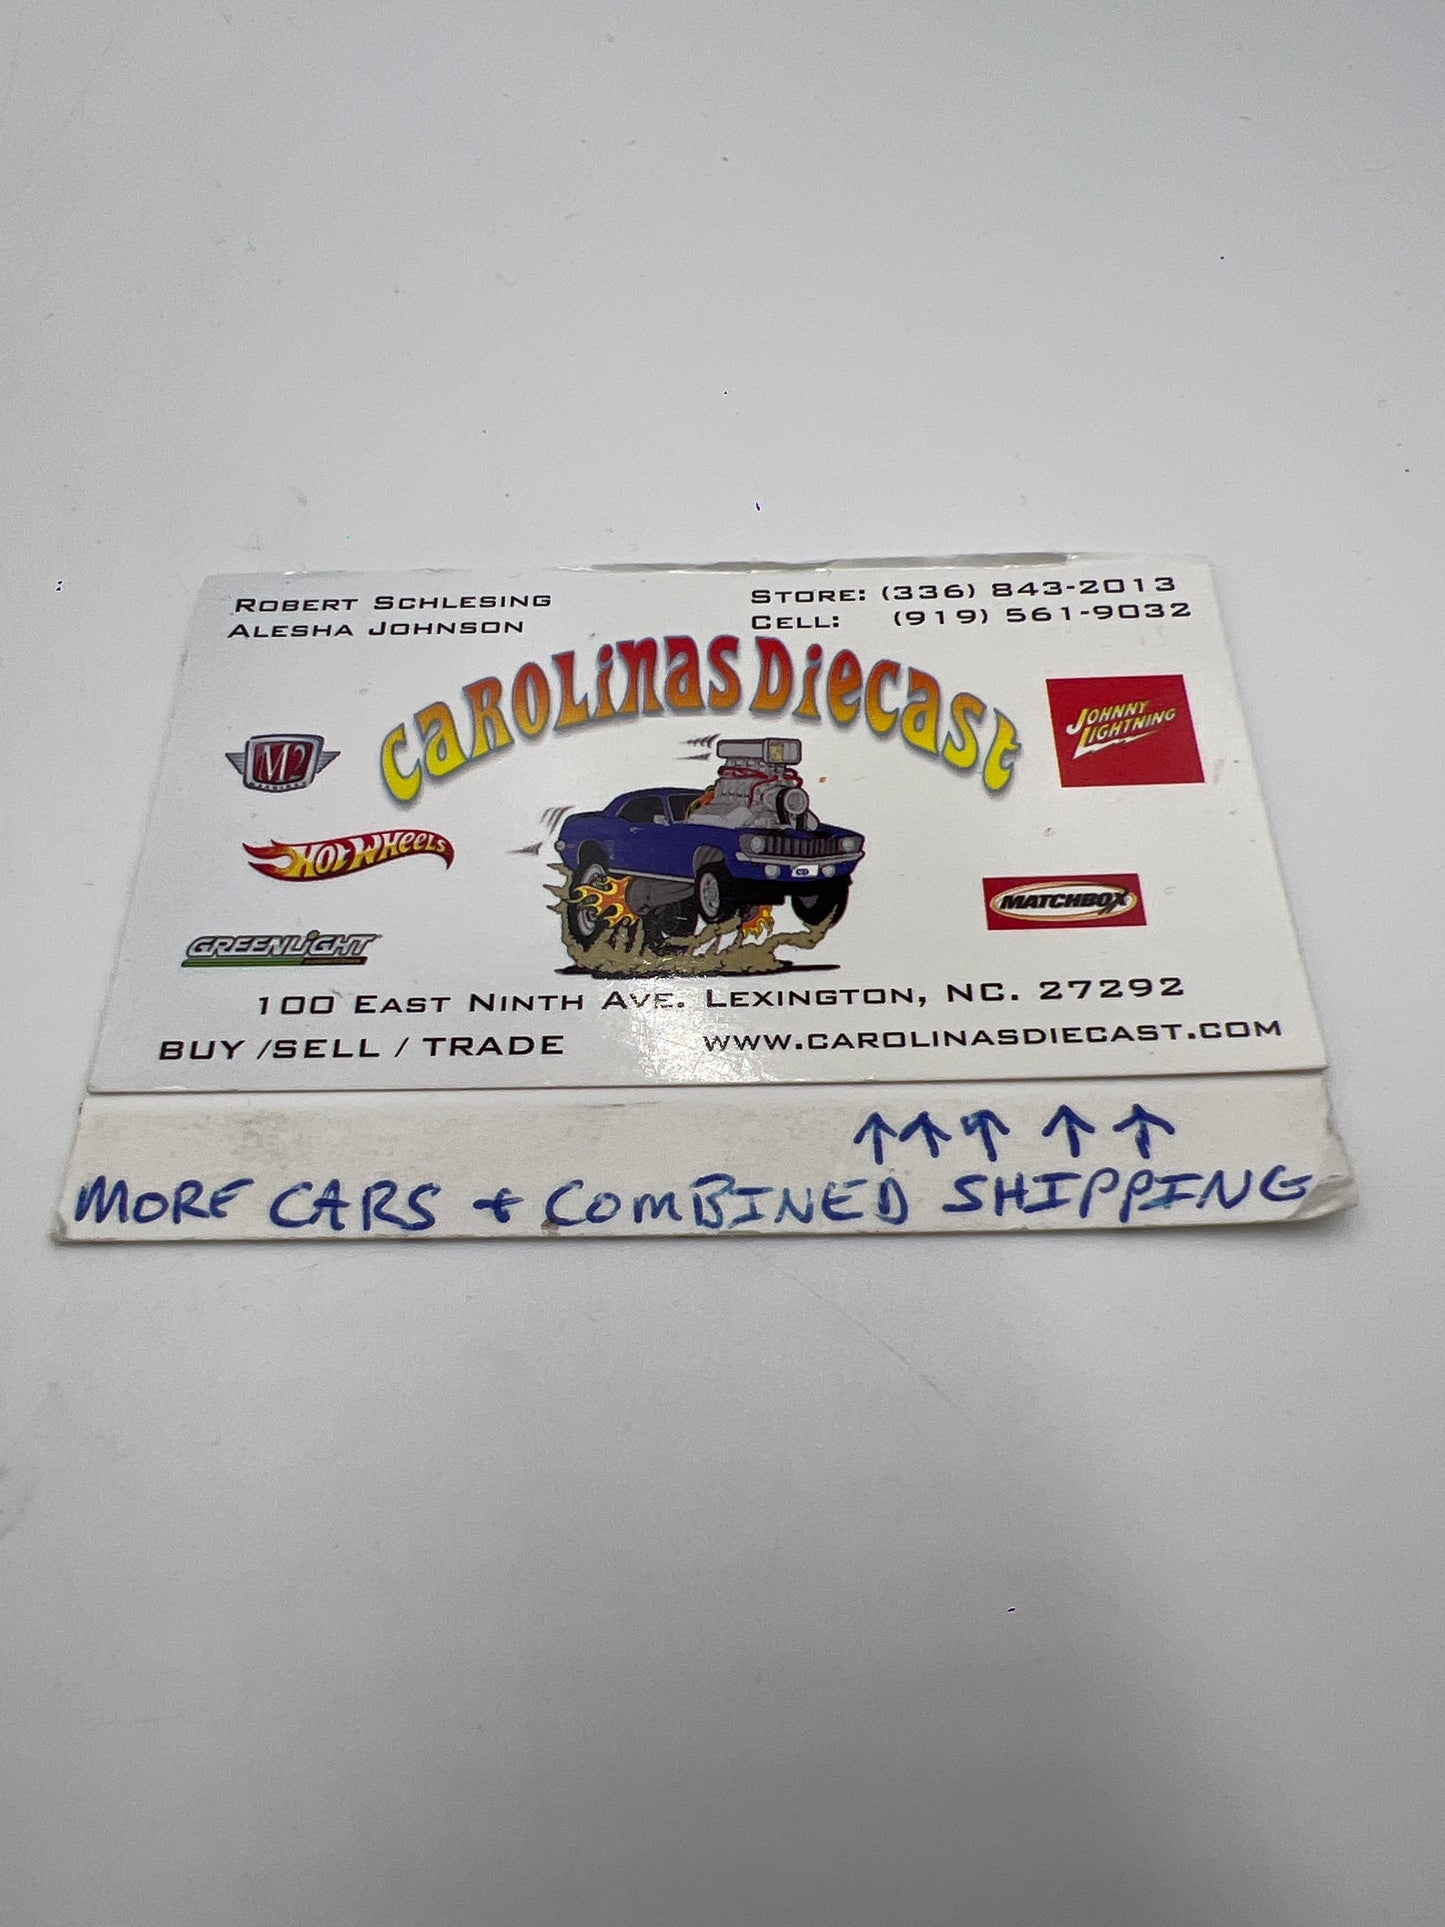 ROBERT SCHLESING
ALESHA JOHNSON
STORE: (336) 843-2013
CELL: (919) 561-9032
CAROLINAS DIECAST
M2
JOHNNY
LIGHTNING
HOT WHEELS
MATCHBOX
GREENLIGHT
CD
100 EAST NINTH AVE. LEXINGTON, NC. 27292
BUY /SELL / TRADE
WWW.CAROLINASDIECAST.COM
↑↑↑ ↑ ↑
MORE CARS + COMBINED SHIPPING